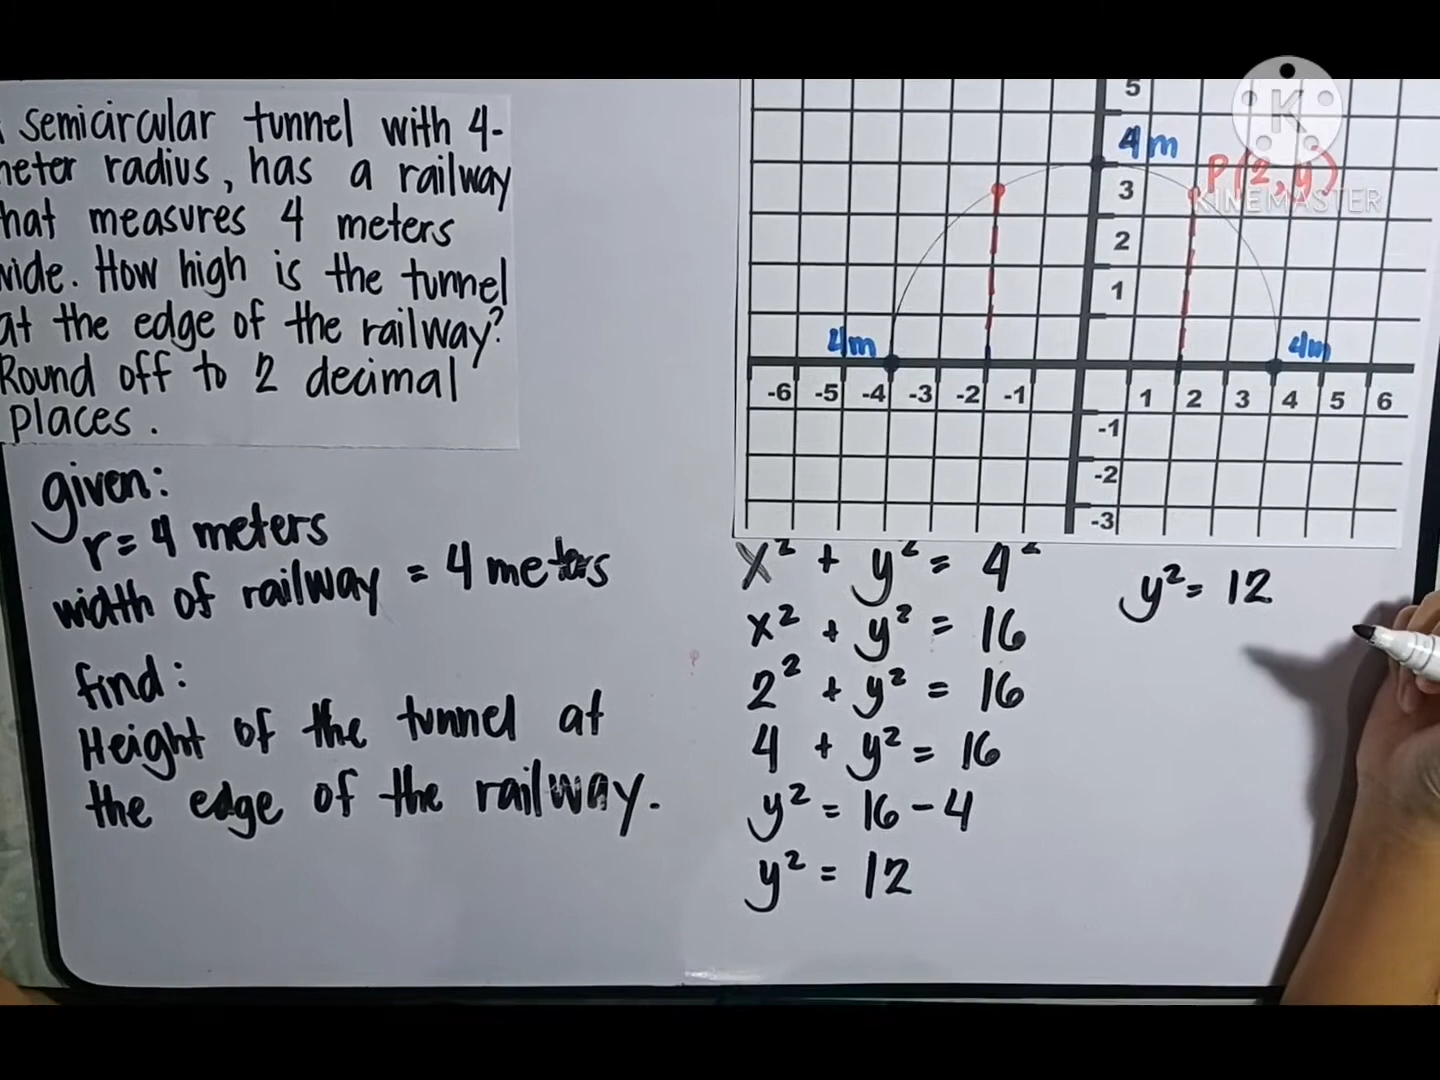 semicircular tunnel with 4-
meter radius, has a railway
that measures 4 meters
wide. How high is the tunnel
at the edge of the railway?
Round off to 2 decimal
places.
given:
r = 4 meters
width of railway = 4 meters
find:
Height of the tunnel at
the edge of the railway.
5
4m
K
P(2, y)
KINEMASTER
3
2
1
4m
4m
-6 -5 -4 -3 -2 -1 1 2 3 4 5 6
-1
-2
-3
x² + y² = 4²
x² + y² = 16
2² + y² = 16
4 + y² = 16
y² = 16 - 4
y² = 12
y² = 12